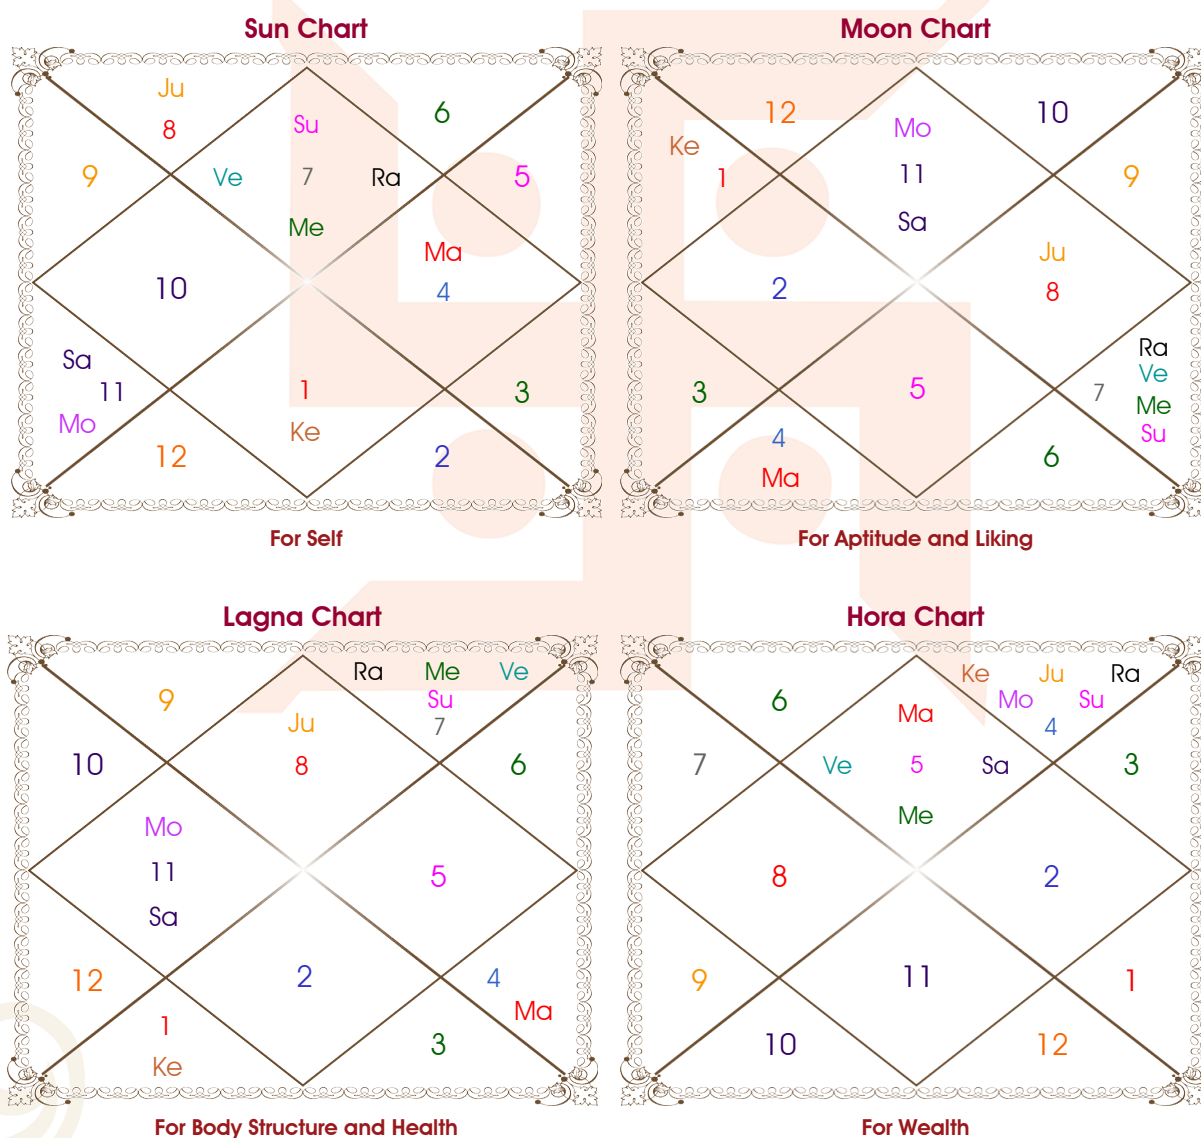 Sun Chart
Ju
8
6
Su
9
Ve
7
Ra
5
Me
Ma
10
4
Sa
11
1
3
Mo
Ke
12
2
For Self
Moon Chart
12
10
Mo
Ke
1
11
9
Sa
Ju
2
8
Ra
Ve
3
5
7
Me
Su
4
6
Ma
For Aptitude and Liking
Lagna Chart
Ra Me Ve
Su
9
Ju
7
10
8
6
Mo
11
5
Sa
12
2
4
Ma
1
3
Ke
For Body Structure and Health
Hora Chart
Ke Ju Ra
Mo Su
6
Ma
4
7
Ve
5
Sa
3
Me
8
2
9
11
1
10
12
For Wealth